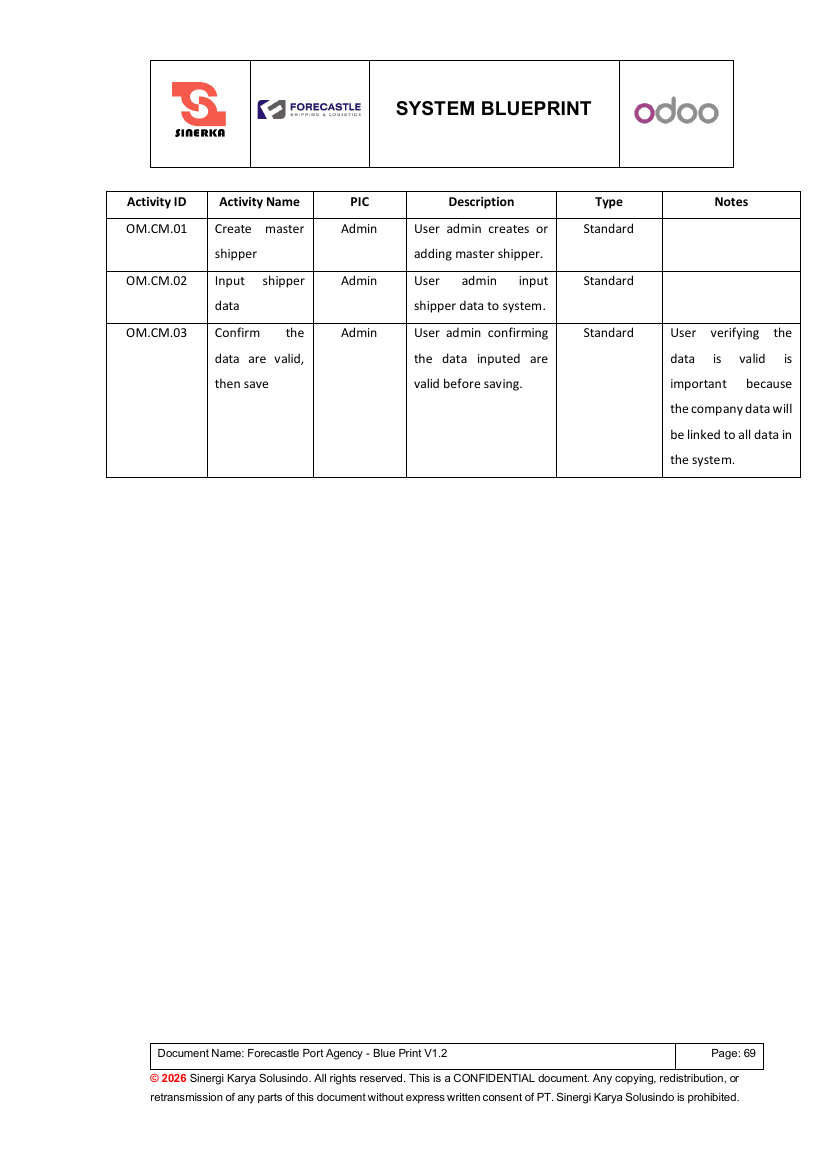 SINERKA
FORECASTLE
SHIPPING & LOGISTICS
SYSTEM BLUEPRINT
odoo
Activity ID Activity Name PIC Description Type Notes
OM.CM.01 Create master shipper Admin User admin creates or adding master shipper. Standard
OM.CM.02 Input shipper data Admin User admin input shipper data to system. Standard
OM.CM.03 Confirm the data are valid, then save Admin User admin confirming the data inputed are valid before saving. Standard User verifying the data is valid is important because the company data will be linked to all data in the system.
Document Name: Forecastle Port Agency - Blue Print V1.2 Page: 69
© 2026 Sinergi Karya Solusindo. All rights reserved. This is a CONFIDENTIAL document. Any copying, redistribution, or
retransmission of any parts of this document without express written consent of PT. Sinergi Karya Solusindo is prohibited.